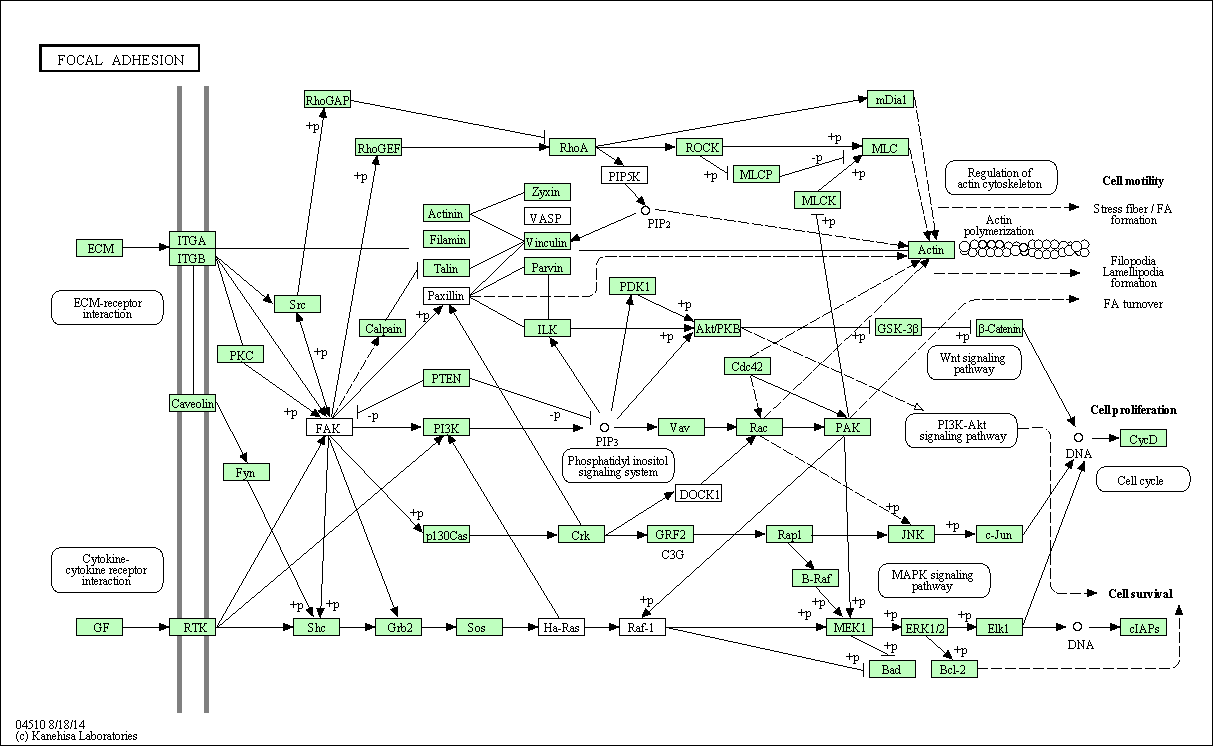 FOCAL ADHESION
RhoGAP
mDia1
+p
+p
RhoGEF
RhoA
ROCK
MLC
-p
+p
+p
PIP5K
+p
MLCP
Regulation of
actin cytoskeleton
Cell motility
Zyxin
MLCK
Actinin
VASP
PIP2
+p
Stress fiber / FA
formation
Actin
polymerization
ECM
ITGA
ITGB
Filamin
Vinculin
Actin
Talin
Parvin
Filopodia
Lamellipodia
formation
ECM-receptor
interaction
Src
Paxillin
PDK1
+p
FA turnover
+p
Calpain
ILK
+p
Akt/PKB
GSK-3β
β-Catenin
+p
+p
+p
PKC
Wnt signaling
pathway
Cdc42
PTEN
Caveolin
+p
-p
-p
Cell proliferation
FAK
PI3K
PIP3
Vav
Rac
PAK
PI3K-Akt
signaling pathway
DNA
CycD
Fyn
Phosphatidyl inositol
signaling system
Cell cycle
DOCK1
+p
+p
p130Cas
Crk
GRF2
C3G
Rap1
JNK
+p
c-Jun
Cytokine-
cytokine receptor
interaction
B-Raf
MAPK signaling
pathway
Cell survival
+p
+p
+p
+p
+p
+p
+p
+p
GF
RTK
Shc
Grb2
Sos
Ha-Ras
Raf-1
MEK1
ERK1/2
Elk1
DNA
cIAPs
+p
+p
+p
Bad
Bcl-2
04510 8/18/14
(c) Kanehisa Laboratories